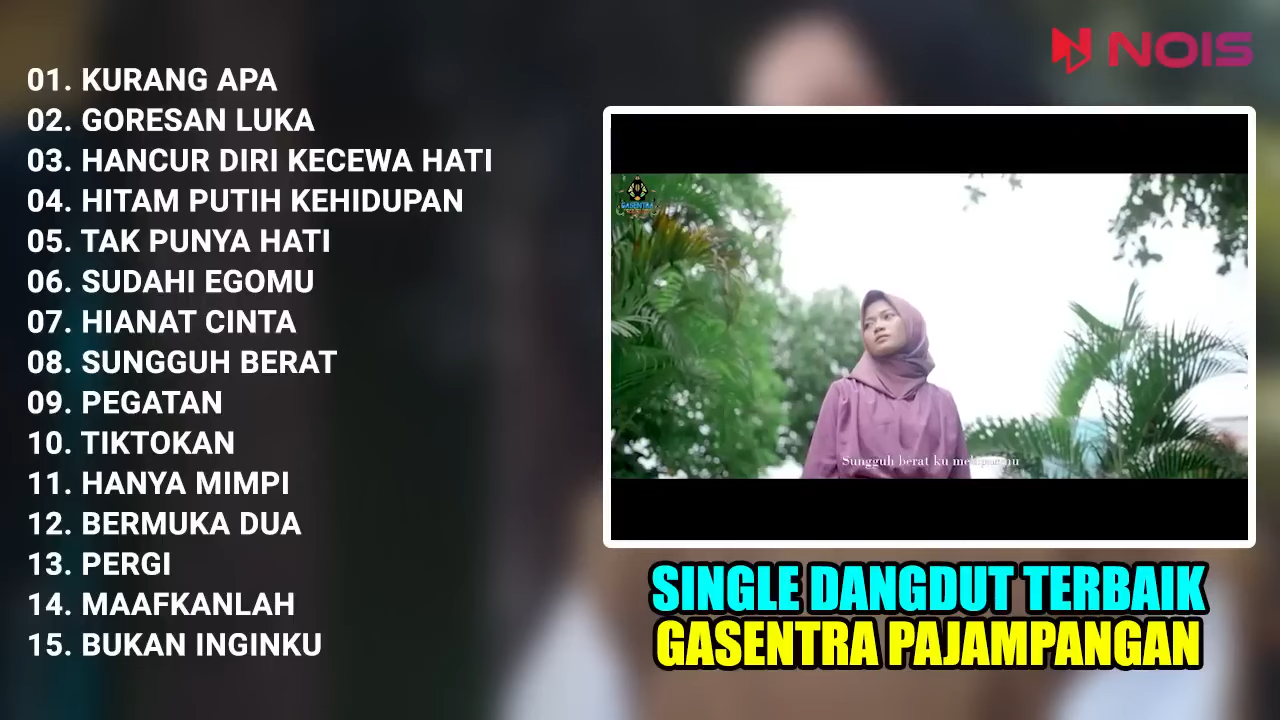 NOIS
01. KURANG APA
02. GORESAN LUKA
03. HANCUR DIRI KECEWA HATI
04. HITAM PUTIH KEHIDUPAN
05. TAK PUNYA HATI
06. SUDAHI EGOMU
07. HIANAT CINTA
08. SUNGGUH BERAT
09. PEGATAN
10. TIKTOKAN
11. HANYA MIMPI
12. BERMUKA DUA
13. PERGI
14. MAAFKANLAH
15. BUKAN INGINKU
GASENTRA
Sungguh berat ku
SINGLE DANGDUT TERBAIK
GASENTRA PAJAMPANGAN